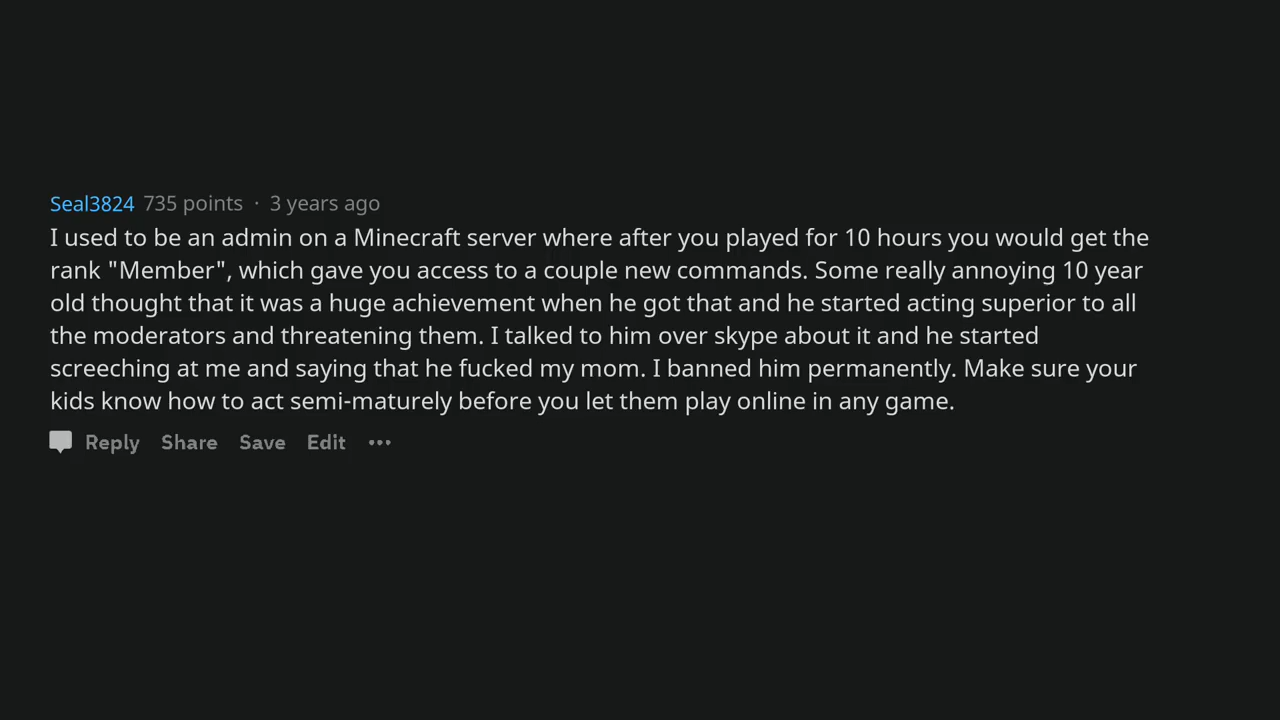 Seal3824 735 points · 3 years ago
I used to be an admin on a Minecraft server where after you played for 10 hours you would get the
rank "Member", which gave you access to a couple new commands. Some really annoying 10 year
old thought that it was a huge achievement when he got that and he started acting superior to all
the moderators and threatening them. I talked to him over skype about it and he started
screeching at me and saying that he fucked my mom. I banned him permanently. Make sure your
kids know how to act semi-maturely before you let them play online in any game.
Reply Share Save Edit •••